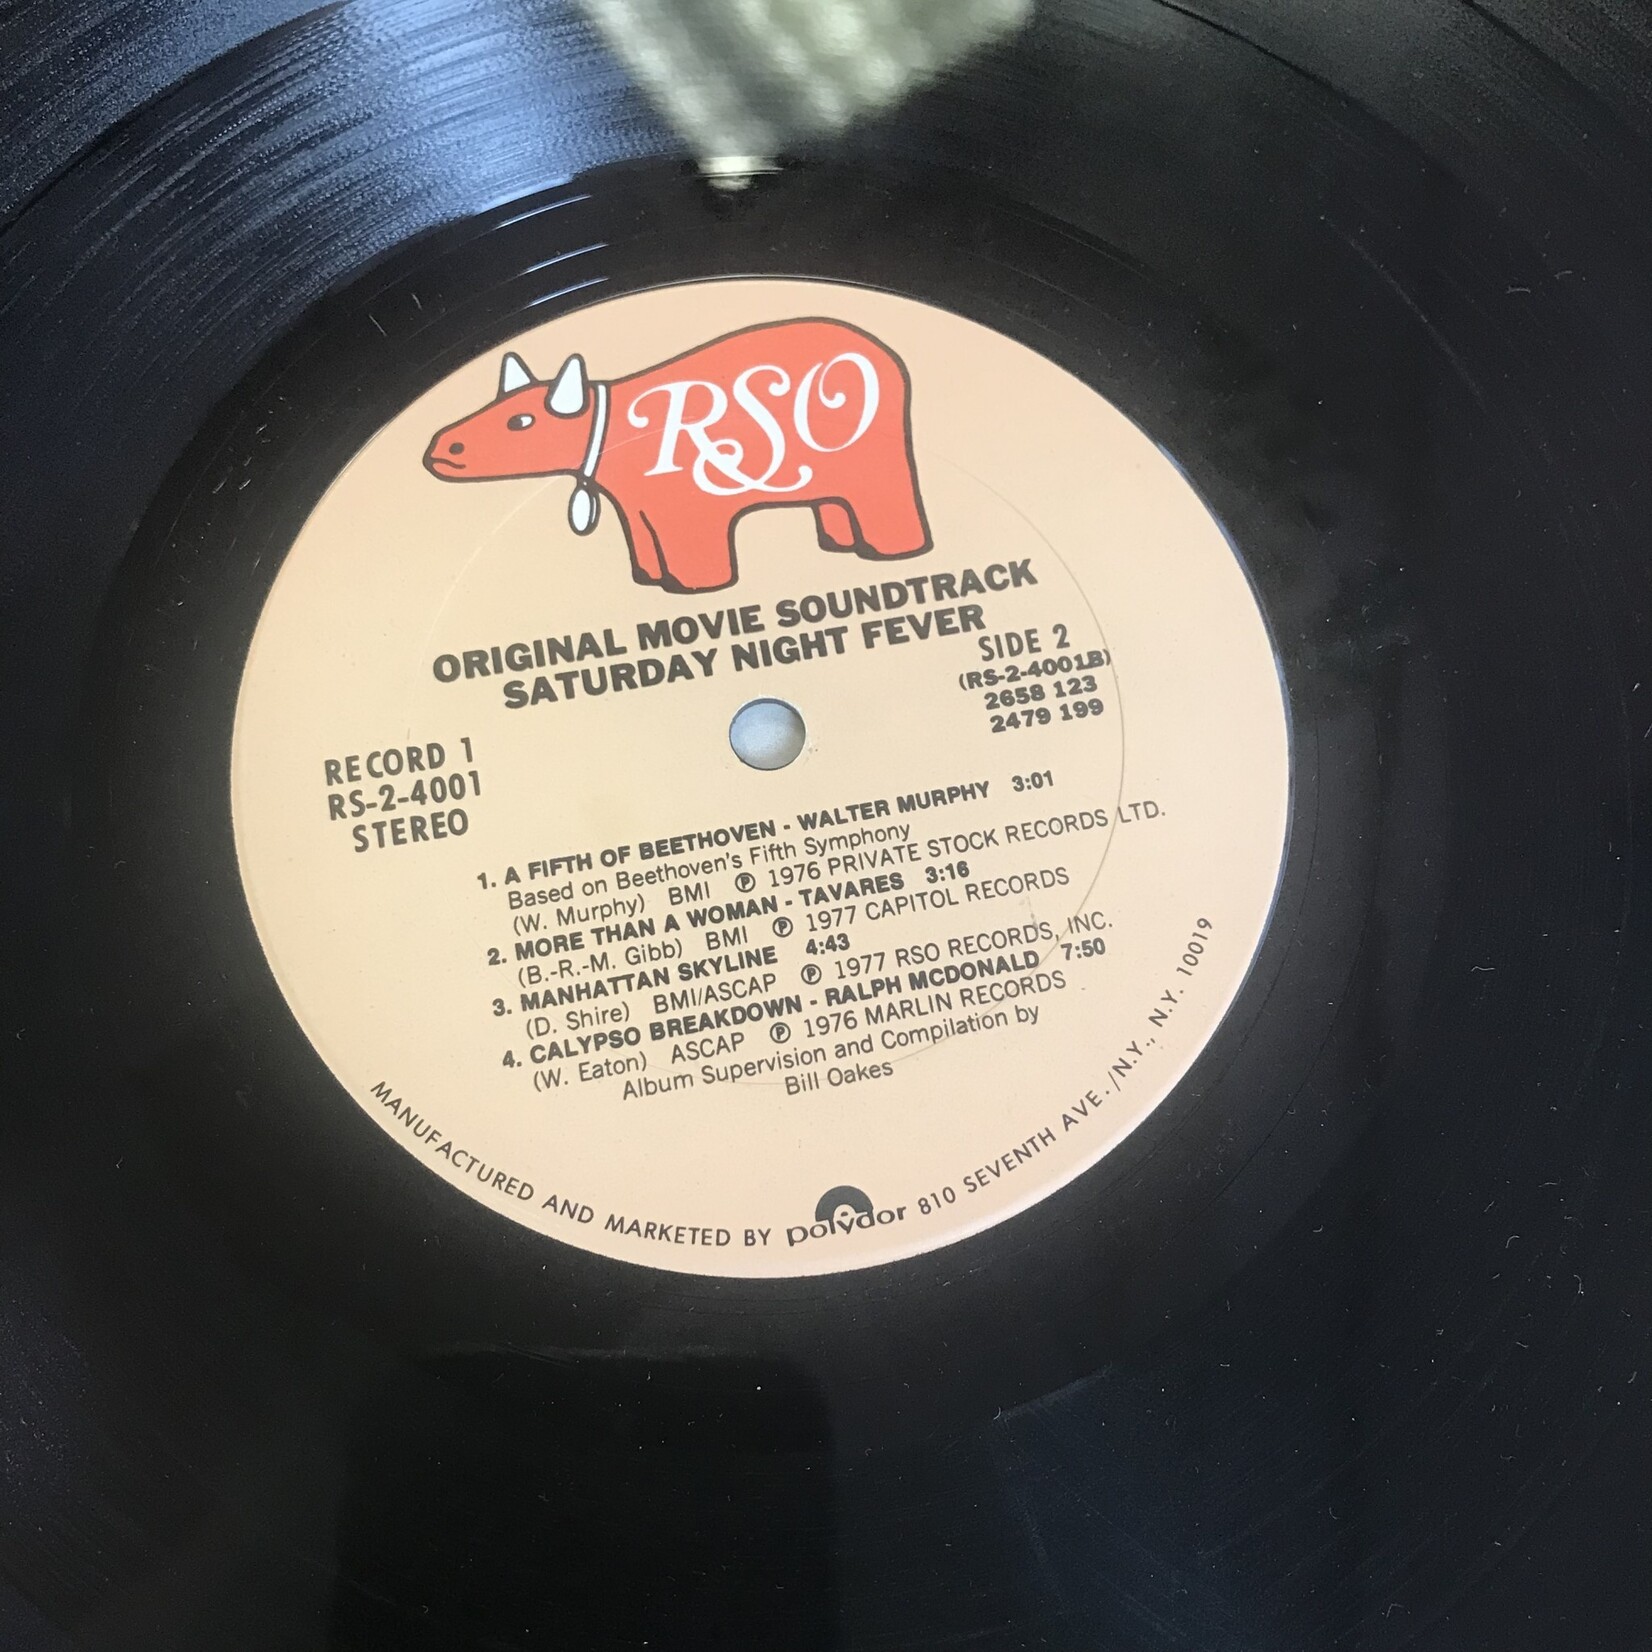 RSO
ORIGINAL MOVIE SOUNDTRACK
SATURDAY NIGHT FEVER
SIDE 2
(RS-2-4001B)
2658 123
2479 199
RECORD 1
RS-2-4001
STEREO
1. A FIFTH OF BEETHOVEN - WALTER MURPHY 3:01
Based on Beethoven's Fifth Symphony
(W. Murphy) BMI ℗ 1976 PRIVATE STOCK RECORDS LTD.
2. MORE THAN A WOMAN - TAVARES 3:16
(B.-R.-M. Gibb) BMI ℗ 1977 CAPITOL RECORDS
3. MANHATTAN SKYLINE 4:43
(D. Shire) BMI/ASCAP ℗ 1977 RSO RECORDS, INC.
4. CALYPSO BREAKDOWN - RALPH MCDONALD 7:50
(W. Eaton) ASCAP ℗ 1976 MARLIN RECORDS
Album Supervision and Compilation by
Bill Oakes
MANUFACTURED AND MARKETED BY polydor 810 SEVENTH AVE./N.Y., N.Y. 10019